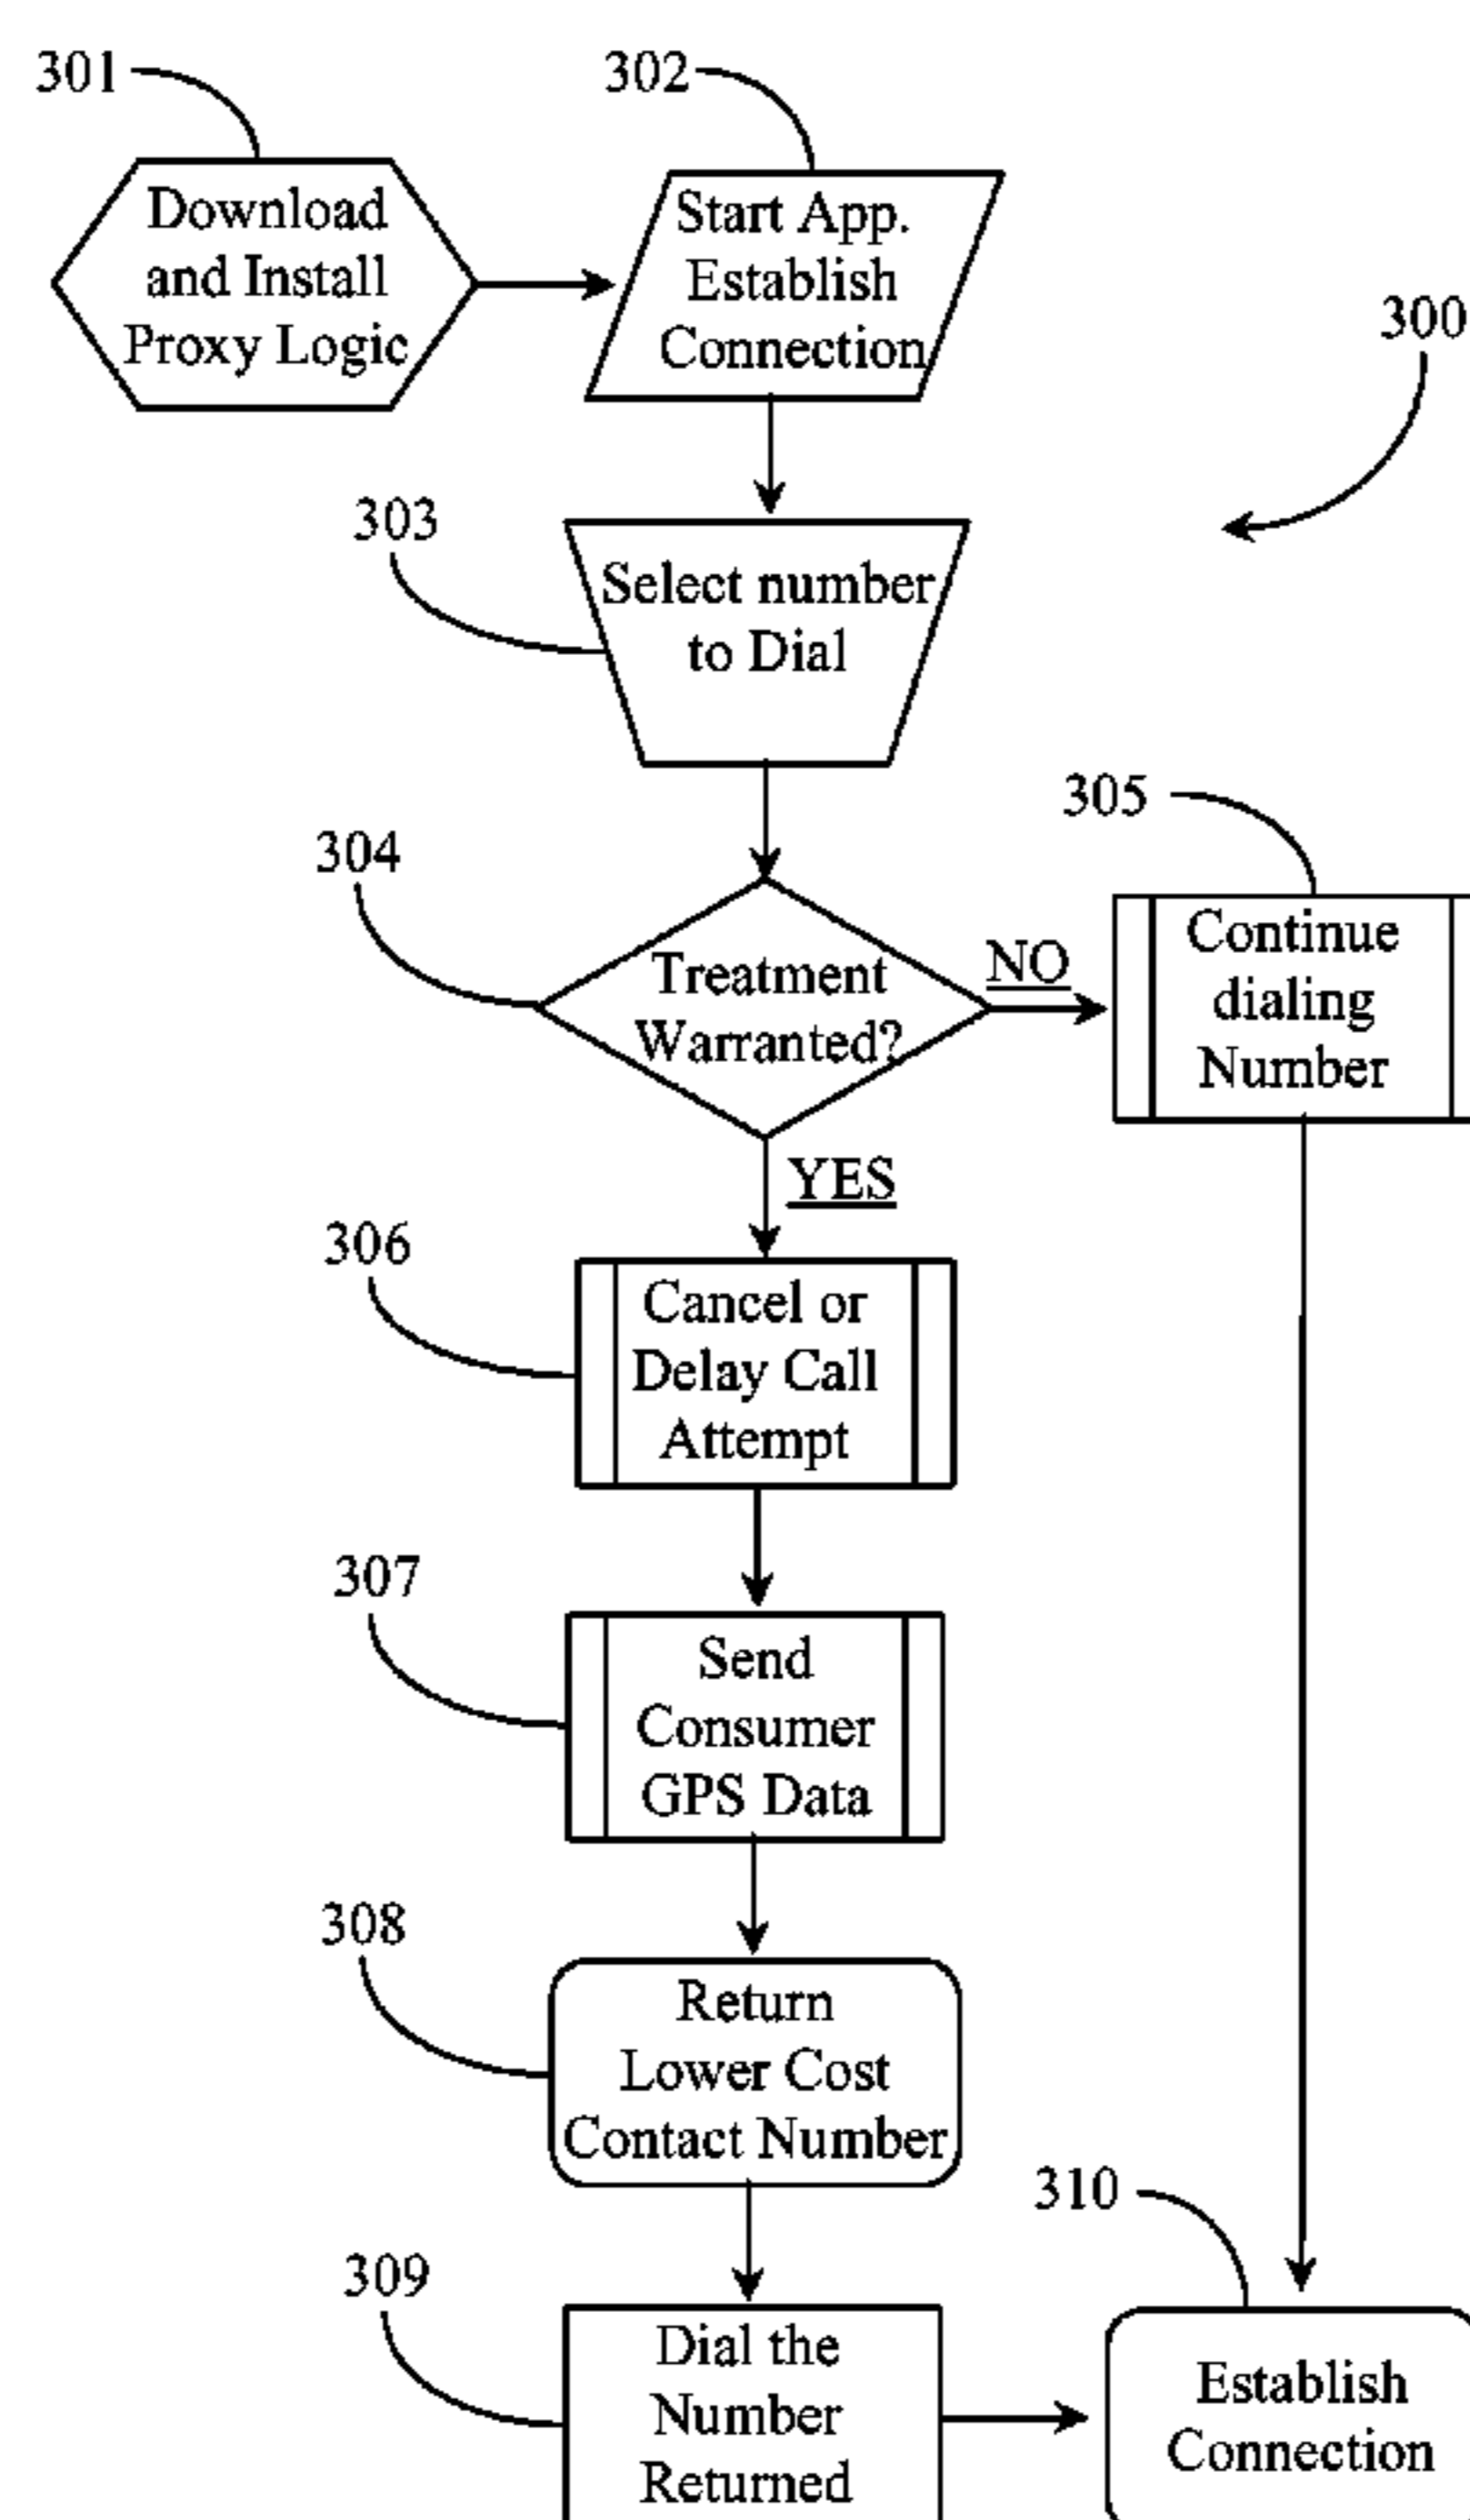 301
302
Download
and Install
Proxy Logic
Start App.
Establish
Connection
300
303
Select number
to Dial
304
305
Treatment
Warranted?
NO
Continue
dialing
Number
YES
306
Cancel or
Delay Call
Attempt
307
Send
Consumer
GPS Data
308
Return
Lower Cost
Contact Number
309
310
Dial the
Number
Returned
Establish
Connection